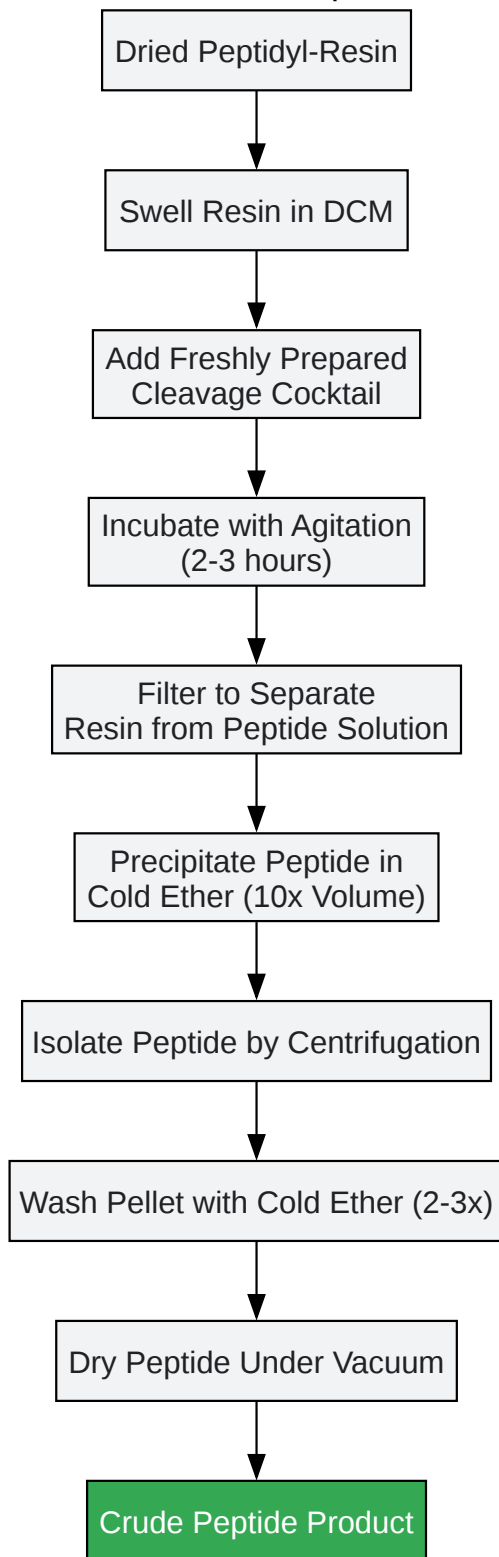 Dried Peptidyl-Resin
Swell Resin in DCM
Add Freshly Prepared
Cleavage Cocktail
Incubate with Agitation
(2-3 hours)
Filter to Separate
Resin from Peptide Solution
Precipitate Peptide in
Cold Ether (10x Volume)
Isolate Peptide by Centrifugation
Wash Pellet with Cold Ether (2-3x)
Dry Peptide Under Vacuum
Crude Peptide Product